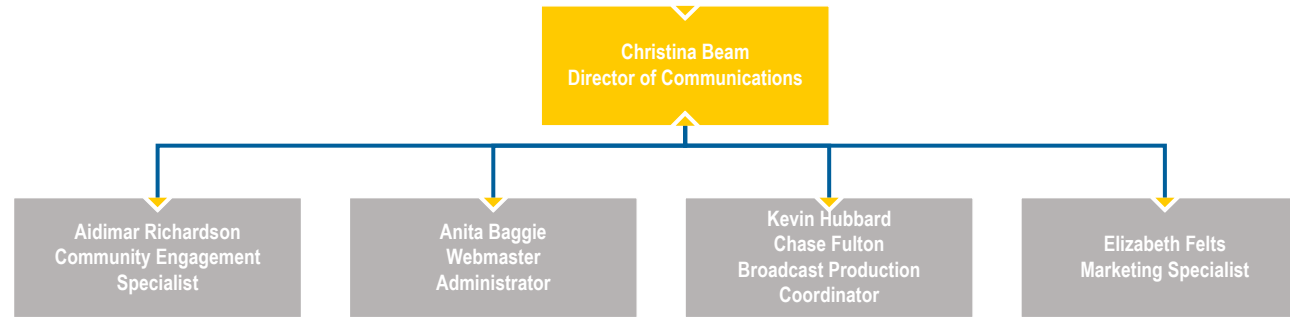 Christina Beam
Director of Communications
Aidimar Richardson
Community Engagement
Specialist
Anita Baggie
Webmaster
Administrator
Kevin Hubbard
Chase Fulton
Broadcast Production
Coordinator
Elizabeth Felts
Marketing Specialist